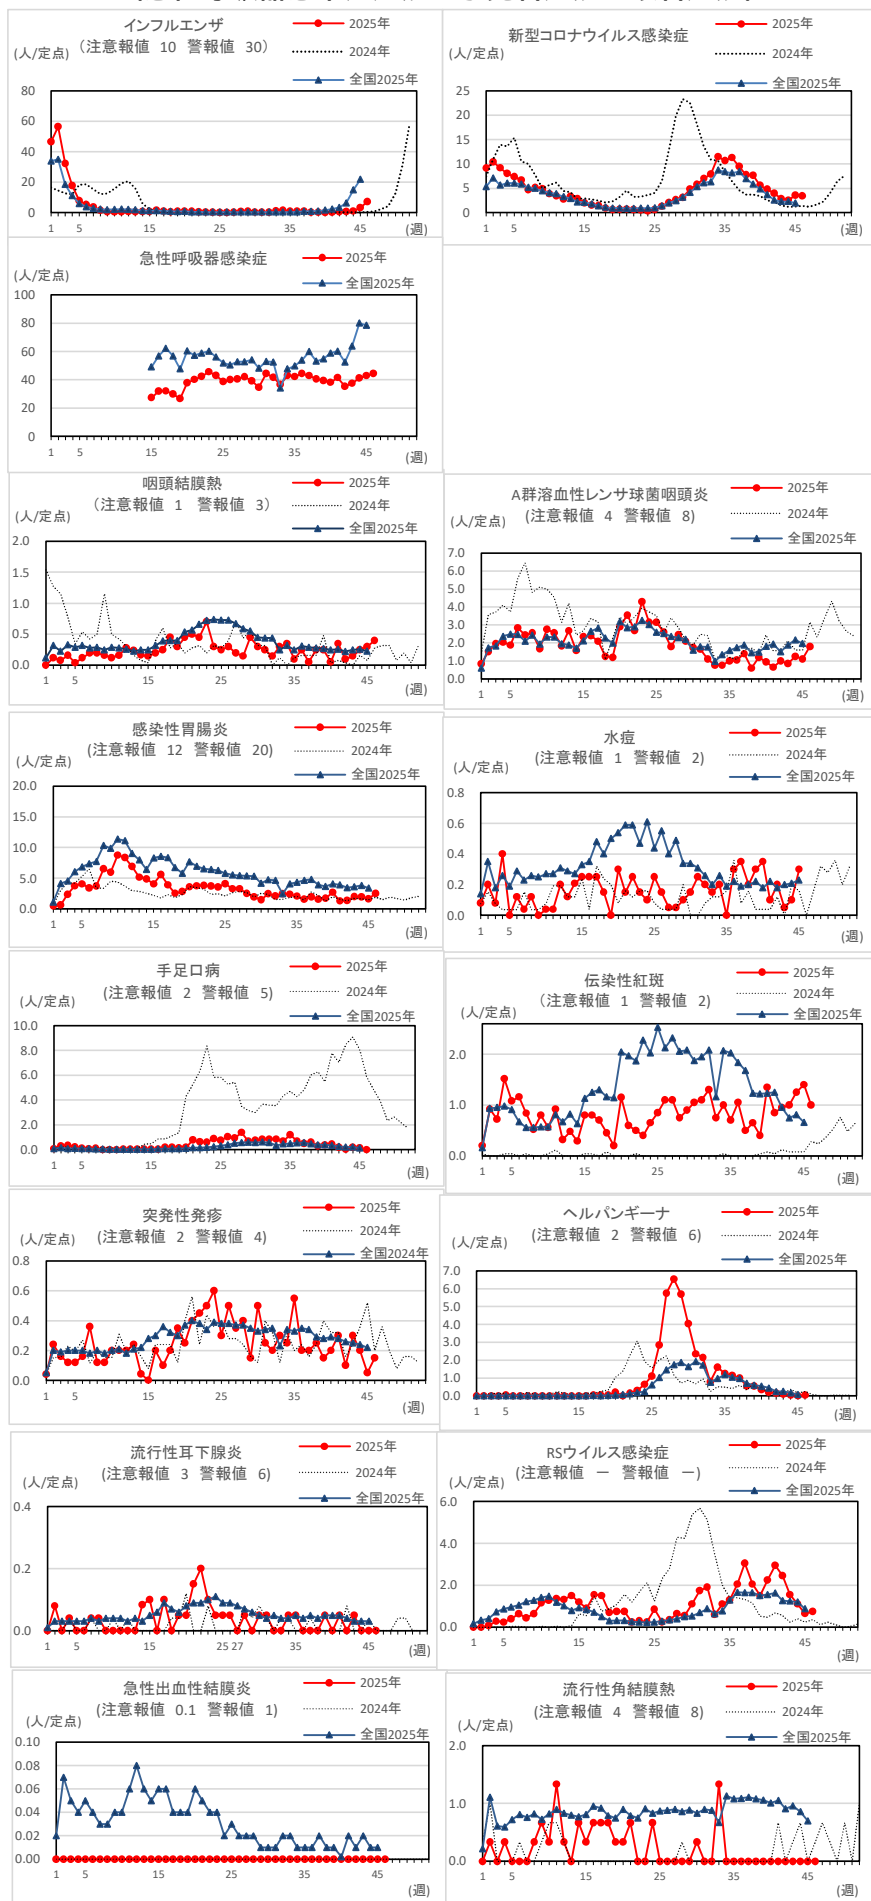 インフルエンザ
（注意報値 10 警報値 30）
(人/定点)
2025年
2024年
全国2025年
80
60
40
20
0
1 5 15 25 35 45
(週)
新型コロナウイルス感染症
(人/定点)
2025年
2024年
全国2025年
25
20
15
10
5
0
1 5 15 25 35 45
(週)
急性呼吸器感染症
(人/定点)
2025年
全国2025年
100
80
60
40
20
0
5 15 25 35 45
(週)
咽頭結膜熱
（注意報値 1 警報値 3）
(人/定点)
2025年
2024年
全国2025年
2.0
1.5
1.0
0.5
0.0
1 5 15 25 35 45
(週)
A群溶血性レンサ球菌咽頭炎
(注意報値 4 警報値 8)
(人/定点)
2025年
2024年
全国2025年
7.0
6.0
5.0
4.0
3.0
2.0
1.0
0.0
1 5 15 25 35 45
(週)
感染性胃腸炎
(注意報値 12 警報値 20)
(人/定点)
2025年
2024年
全国2025年
20.0
15.0
10.0
5.0
0.0
1 5 15 25 35 45
(週)
水痘
(注意報値 1 警報値 2)
(人/定点)
2025年
2024年
全国2025年
0.8
0.6
0.4
0.2
0.0
1 5 15 25 35 45
(週)
手足口病
(注意報値 2 警報値 5)
(人/定点)
2025年
2024年
全国2025年
10.0
8.0
6.0
4.0
2.0
0.0
1 5 15 25 35 45
(週)
伝染性紅斑
（注意報値 1 警報値 2)
(人/定点)
2025年
2024年
全国2025年
2.0
1.0
0.0
1 5 15 25 35 45
(週)
突発性発疹
(注意報値 2 警報値 4)
(人/定点)
2025年
2024年
全国2024年
0.8
0.6
0.4
0.2
0.0
1 5 15 25 35 45
(週)
ヘルパンギーナ
(注意報値 2 警報値 6)
(人/定点)
2025年
2024年
全国2025年
7.0
6.0
5.0
4.0
3.0
2.0
1.0
0.0
1 5 15 25 35 45
(週)
流行性耳下腺炎
(注意報値 3 警報値 6)
(人/定点)
2025年
2024年
全国2025年
0.4
0.2
0.0
1 5 15 25 27 35 45
(週)
RSウイルス感染症
(注意報値 ー 警報値 ー)
(人/定点)
2025年
2024年
全国2025年
6.0
4.0
2.0
0.0
1 5 15 25 35 45
(週)
急性出血性結膜炎
(注意報値 0.1 警報値 1)
(人/定点)
2025年
2024年
全国2025年
0.10
0.08
0.06
0.04
0.02
0.00
1 5 15 25 35 45
(週)
流行性角結膜熱
(注意報値 4 警報値 8)
(人/定点)
2025年
2024年
全国2025年
2.0
1.0
0.0
1 5 15 25 35 45
(週)